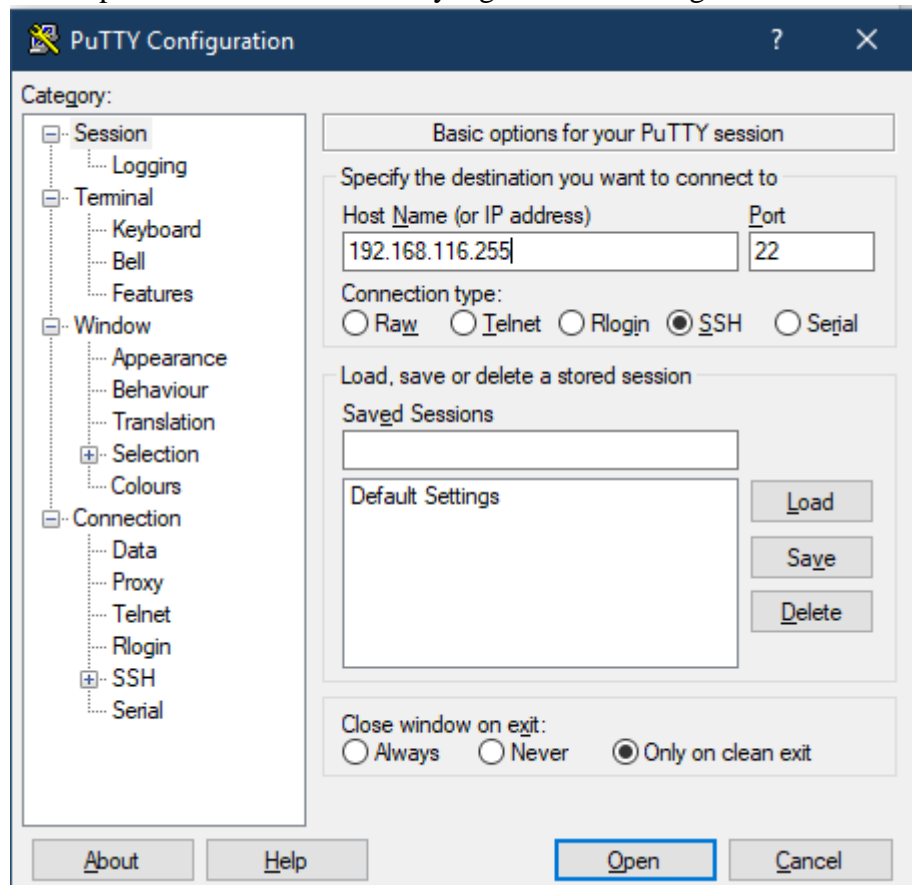 PuTTY Configuration ? ×
Category:
Session
Logging
Terminal
Keyboard
Bell
Features
Window
Appearance
Behaviour
Translation
Selection
Colours
Connection
Data
Proxy
Telnet
Rlogin
SSH
Serial
Basic options for your PuTTY session
Specify the destination you want to connect to
Host Name (or IP address) Port
192.168.116.255 22
Connection type:
Raw Telnet Rlogin SSH Serial
Load, save or delete a stored session
Saved Sessions
Default Settings
Load
Save
Delete
Close window on exit:
Always Never Only on clean exit
About Help Open Cancel